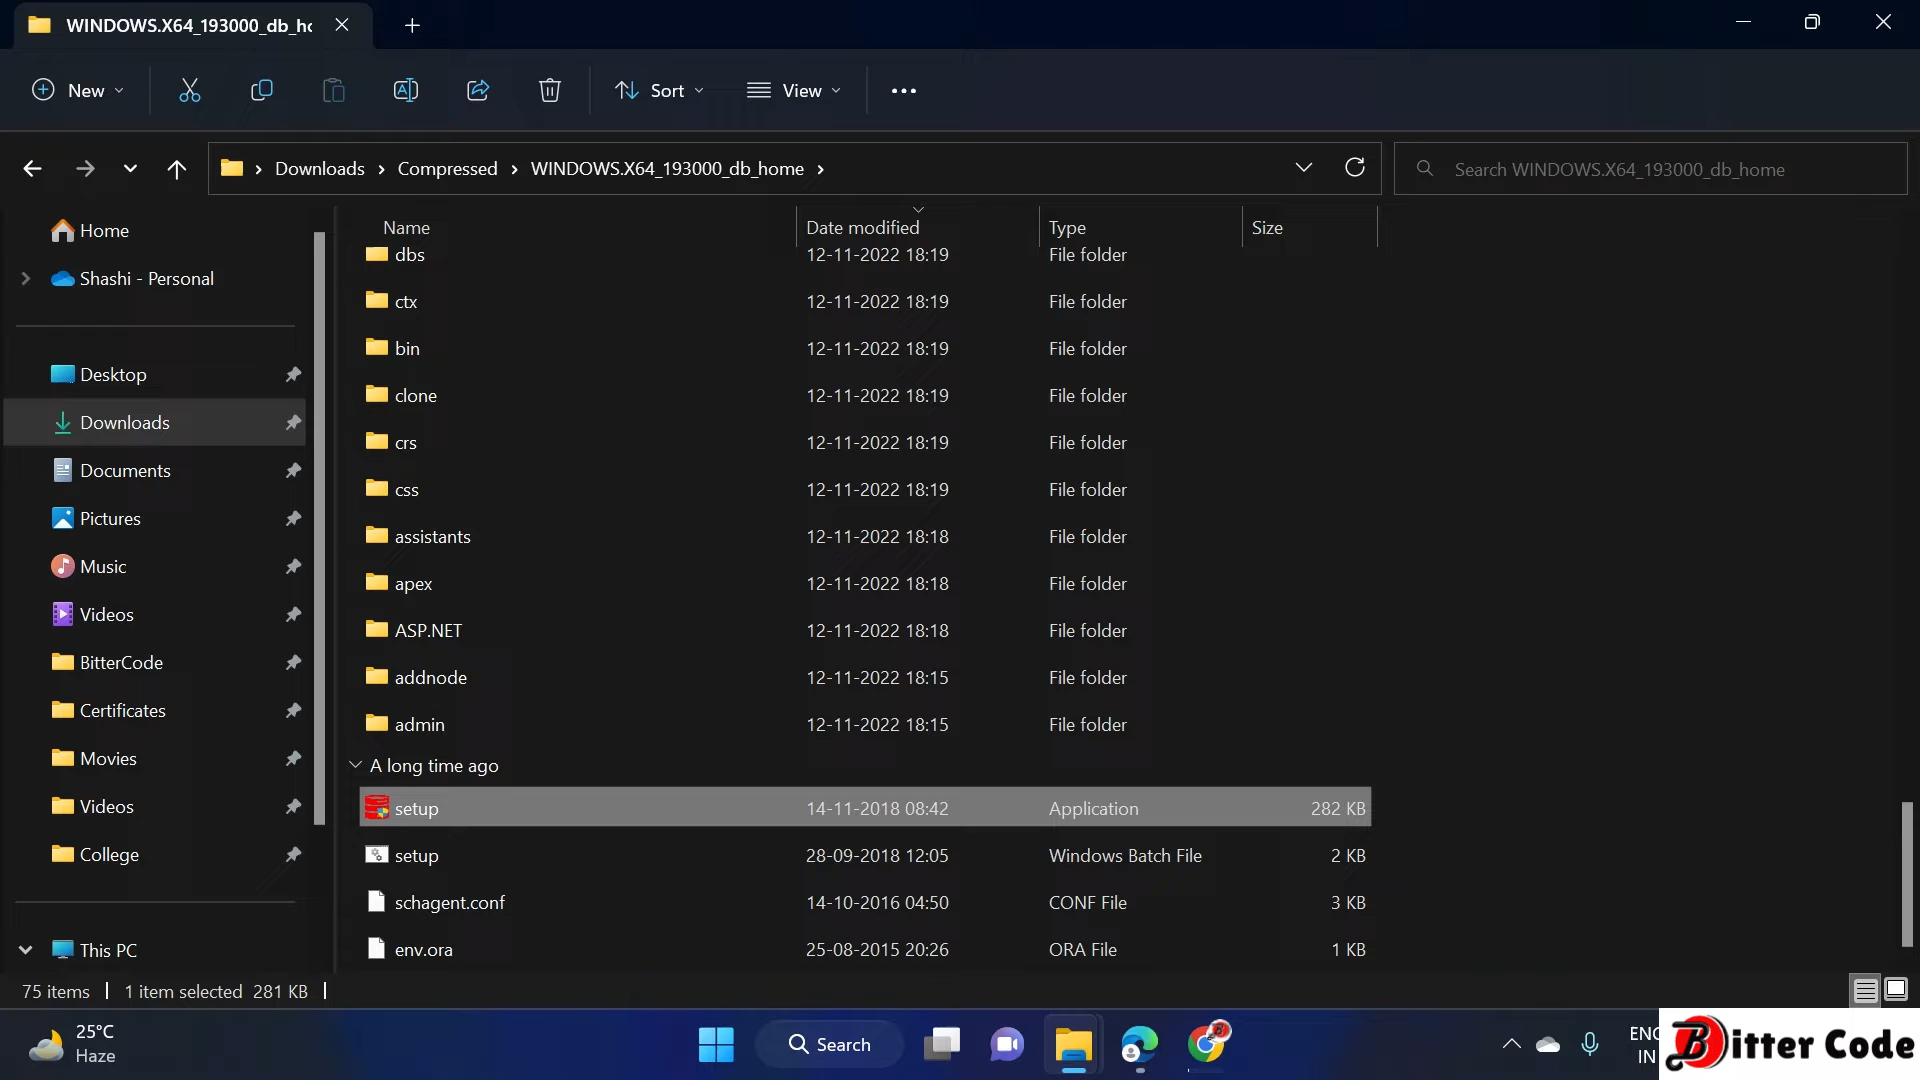 WINDOWS.X64_193000_db_hc
New
Sort
View
Downloads > Compressed > WINDOWS.X64_193000_db_home >
Search WINDOWS.X64_193000_db_home
Home
Shashi - Personal
Desktop
Downloads
Documents
Pictures
Music
Videos
BitterCode
Certificates
Movies
Videos
College
This PC
Name Date modified Type Size
dbs 12-11-2022 18:19 File folder
ctx 12-11-2022 18:19 File folder
bin 12-11-2022 18:19 File folder
clone 12-11-2022 18:19 File folder
crs 12-11-2022 18:19 File folder
css 12-11-2022 18:19 File folder
assistants 12-11-2022 18:18 File folder
apex 12-11-2022 18:18 File folder
ASP.NET 12-11-2022 18:18 File folder
addnode 12-11-2022 18:15 File folder
admin 12-11-2022 18:15 File folder
A long time ago
setup 14-11-2018 08:42 Application 282 KB
setup 28-09-2018 12:05 Windows Batch File 2 KB
schagent.conf 14-10-2016 04:50 CONF File 3 KB
env.ora 25-08-2015 20:26 ORA File 1 KB
75 items | 1 item selected 281 KB |
25°C
Haze
Search
ENG
IN
Bitter Code